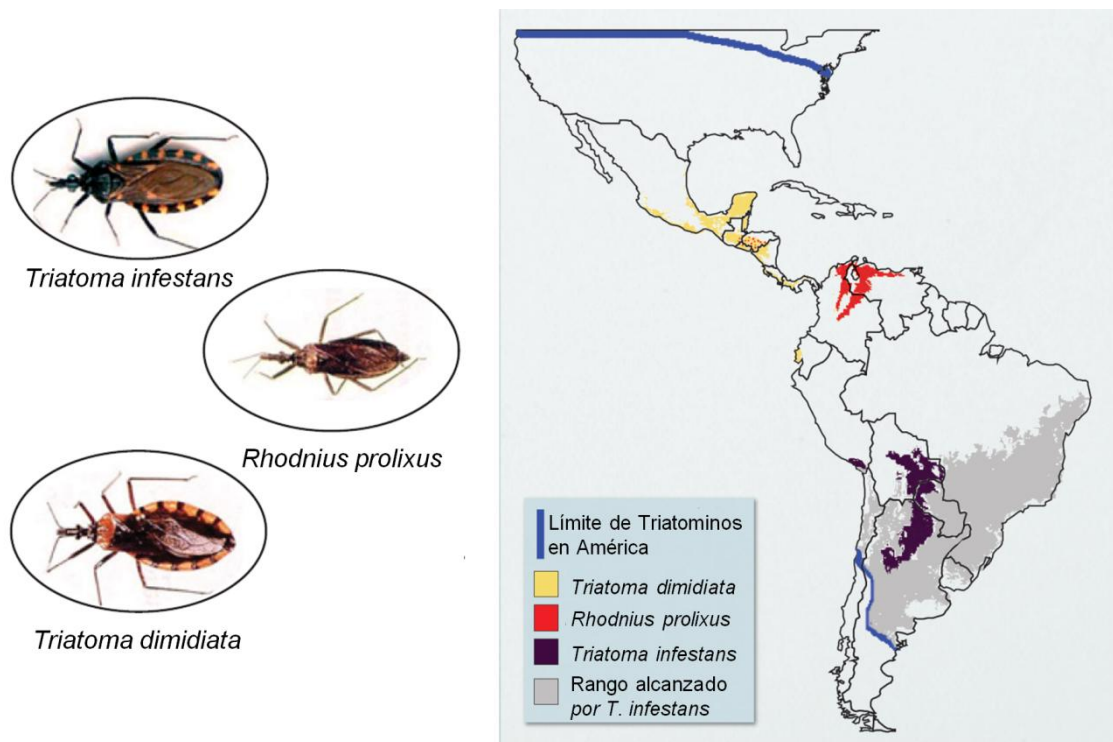 Triatoma infestans
Rhodnius prolixus
Triatoma dimidiata
Límite de Triatominos
en América
Triatoma dimidiata
Rhodnius prolixus
Triatoma infestans
Rango alcanzado
por T. infestans